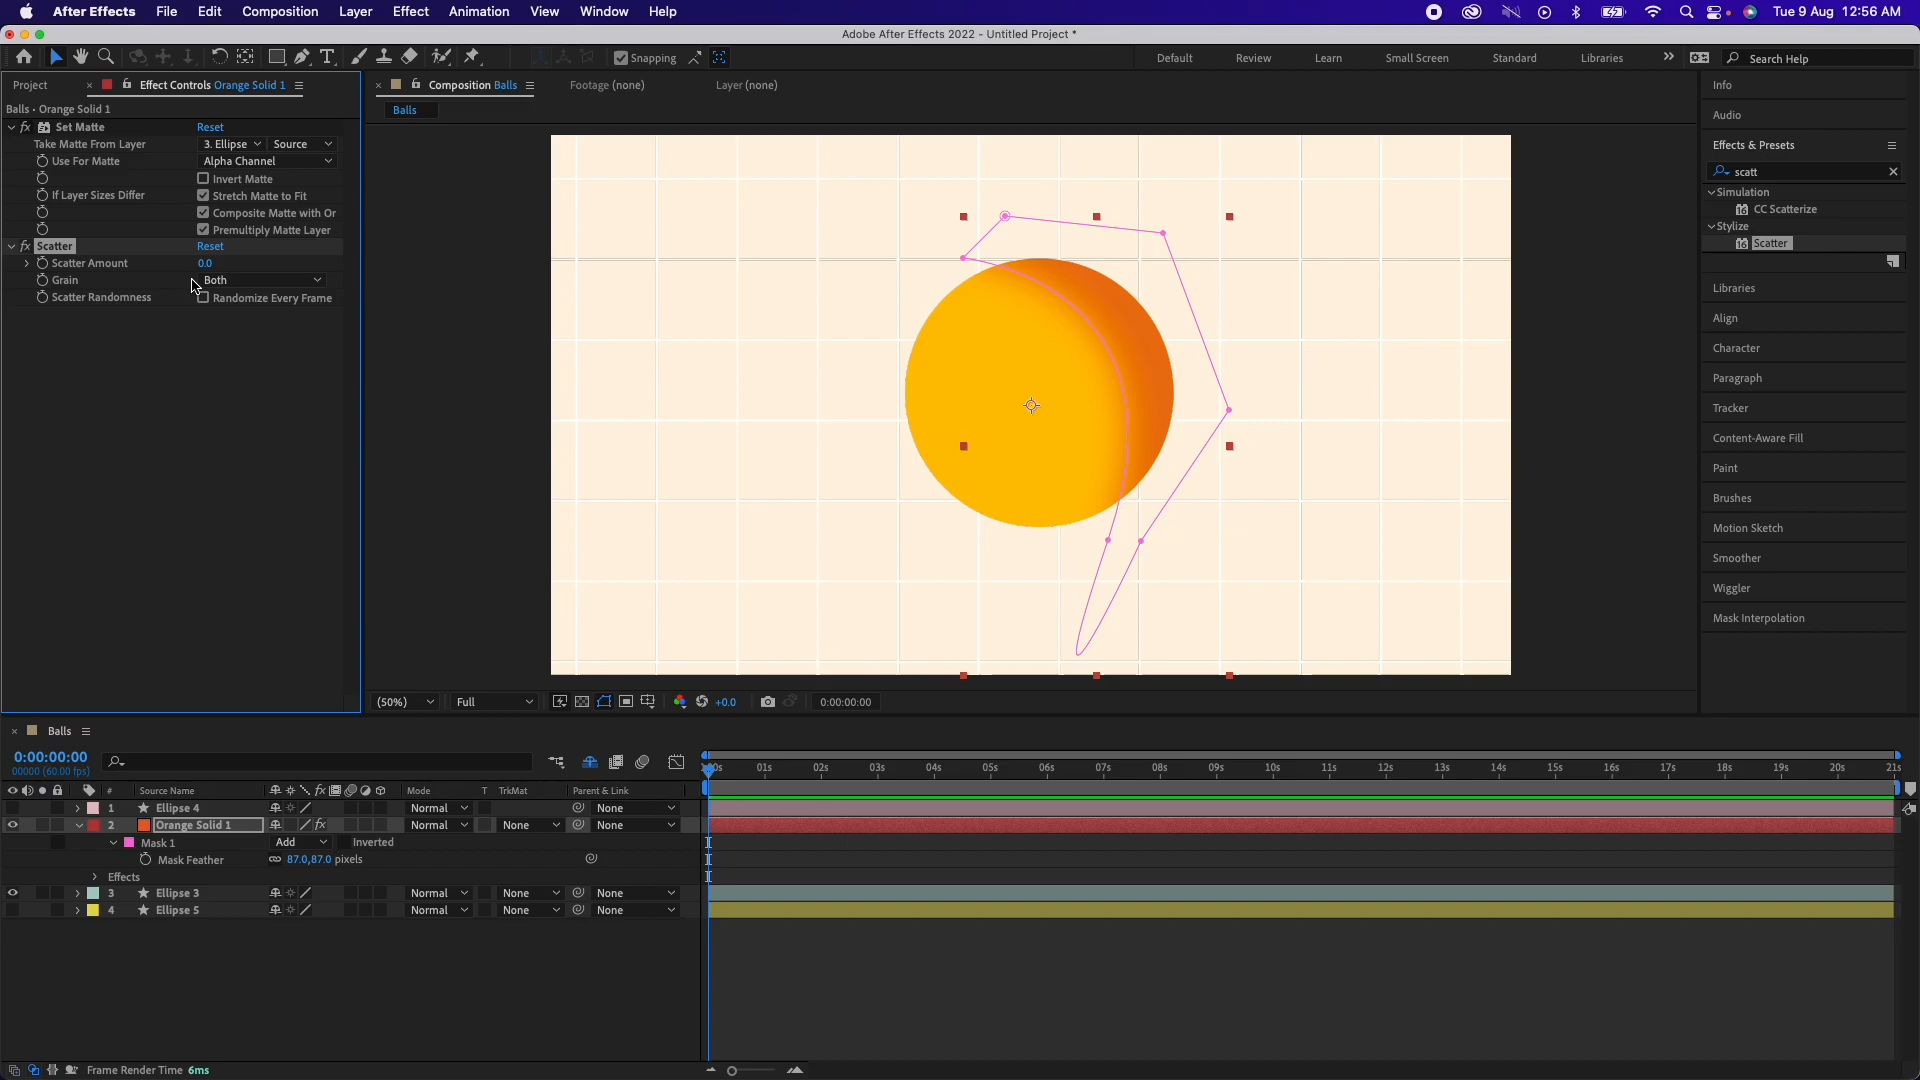 After Effects File Edit Composition Layer Effect Animation View Window Help Tue 9 Aug 12:56 AM
Adobe After Effects 2022 - Untitled Project *
Snapping Default Review Learn Small Screen Standard Libraries Search Help
Project Effect Controls Orange Solid 1 Composition Balls Footage (none) Layer (none) Info
Balls • Orange Solid 1 Balls Audio
Set Matte Reset
Take Matte From Layer 3. Ellipse Source Effects & Presets
Use For Matte Alpha Channel scatt
Invert Matte
If Layer Sizes Differ Stretch Matte to Fit Simulation
Composite Matte with Or CC Scatterize
Premultiply Matte Layer Stylize
Scatter Reset Scatter
Scatter Amount 0.0
Grain Both Libraries
Scatter Randomness Randomize Every Frame
Align
Character
Paragraph
Tracker
Content-Aware Fill
Paint
Brushes
Motion Sketch
Smoother
Wiggler
Mask Interpolation
(50%) Full +0.0 0:00:00:00
Balls
0:00:00:00
00000 (60.00 fps) 01s 02s 03s 04s 05s 06s 07s 08s 09s 10s 11s 12s 13s 14s 15s 16s 17s 18s 19s 20s 21s
# Source Name Mode T TrkMat Parent & Link
1 Ellipse 4 Normal None
2 Orange Solid 1 fx Normal None None
Mask 1 Add Inverted
Mask Feather 87.0,87.0 pixels
Effects
3 Ellipse 3 Normal None None
4 Ellipse 5 Normal None None
Frame Render Time 6ms